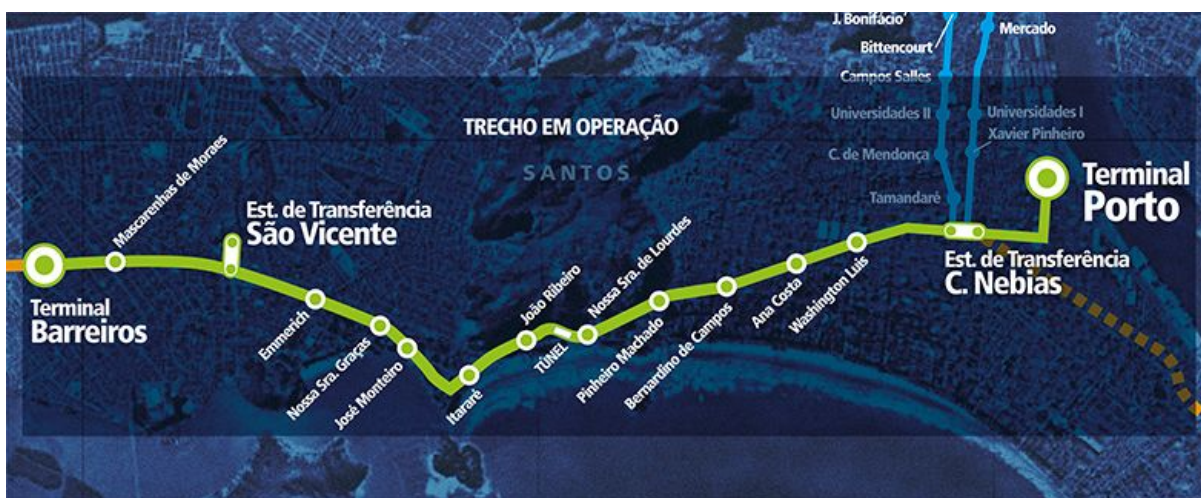 J. Bonifácio
Mercado
Bittencourt
Campos Salles
Universidades II
Universidades I
Xavier Pinheiro
C. de Mendonça
Tamandaré
TRECHO EM OPERAÇÃO
SANTOS
Terminal
Barreiros
Mascarenhas de Moraes
Est. de Transferência
São Vicente
Emmerich
Nossa Sra. Graças
José Monteiro
Itararé
João Ribeiro
TÚNEL
Nossa Sra. de Lourdes
Pinheiro Machado
Bernardino de Campos
Ana Costa
Washington Luis
Est. de Transferência
C. Nebias
Terminal
Porto